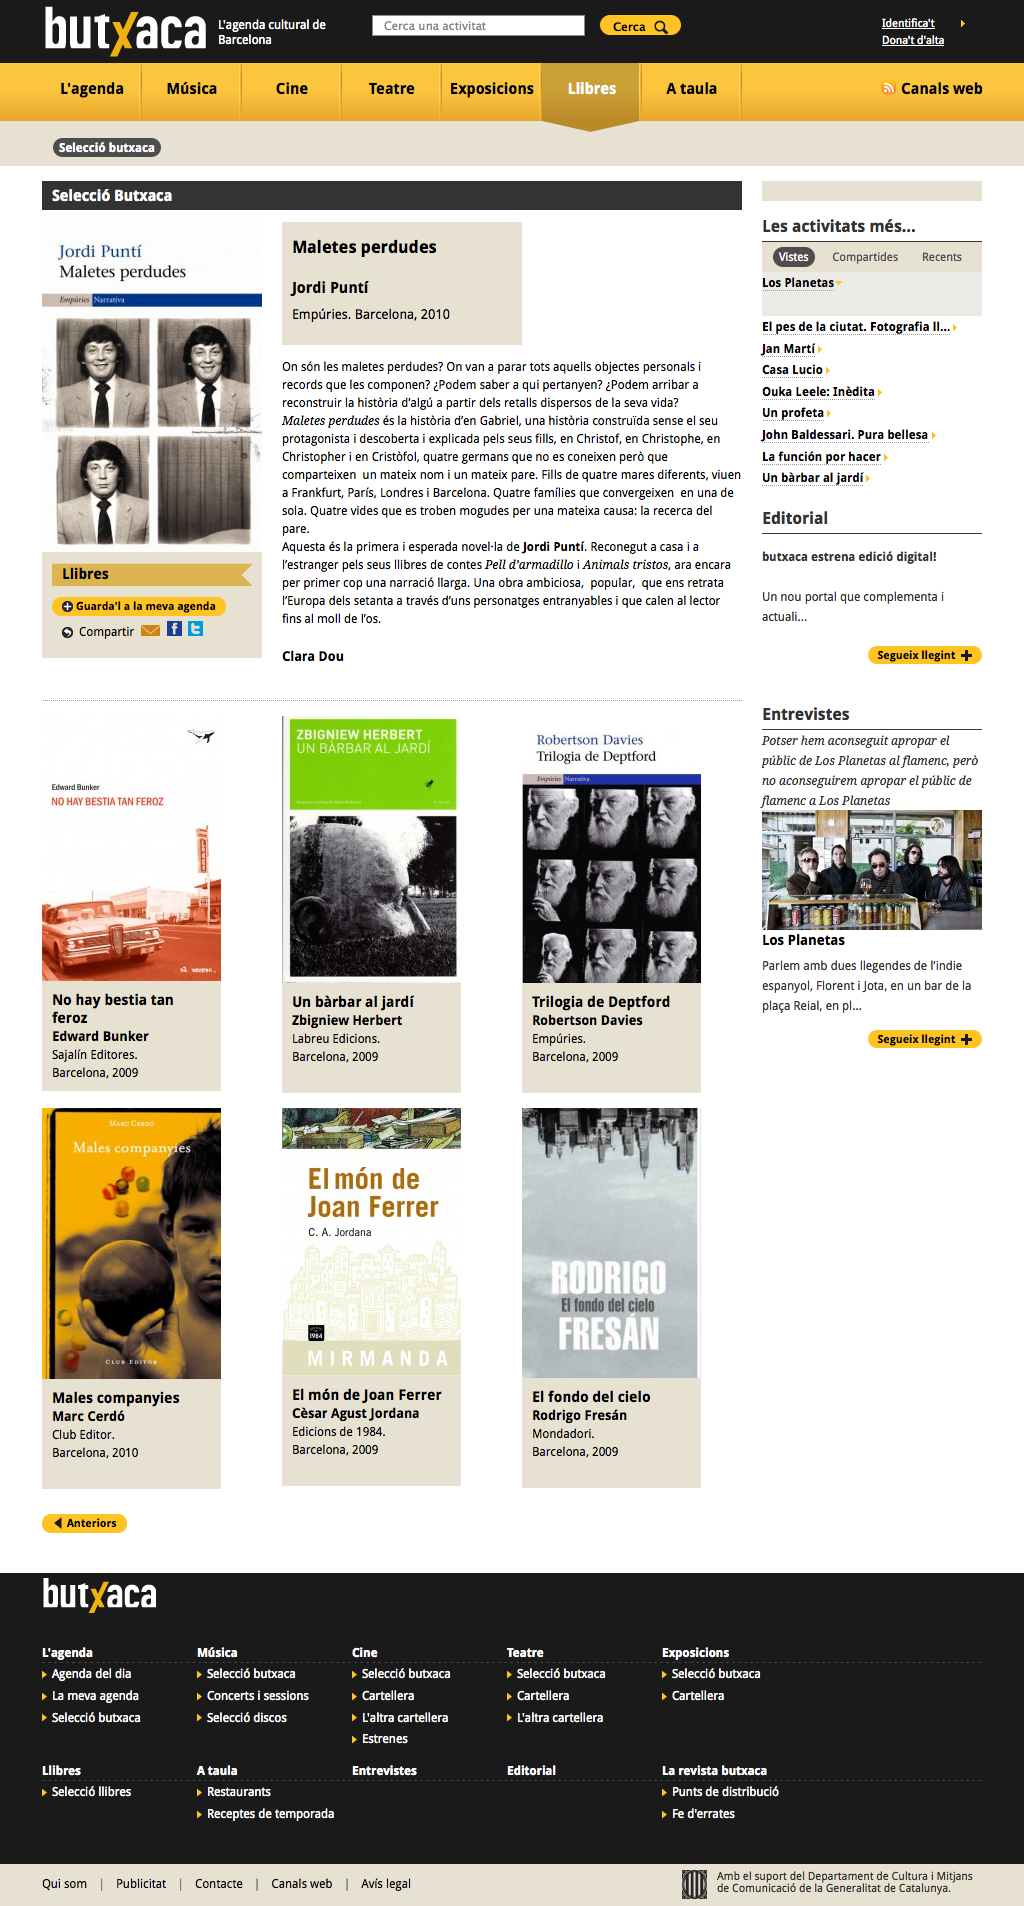 butxaca
L'agenda cultural de
Barcelona
Cerca una activitat
Cerca
Identifica't
Dona't d'alta
L'agenda
Música
Cine
Teatre
Exposicions
Llibres
A taula
Canals web
Selecció butxaca
Selecció Butxaca
Jordi Puntí
Maletes perdudes
Empúries Narrativa
Llibres
Guarda'l a la meva agenda
Compartir
Maletes perdudes
Jordi Puntí
Empúries. Barcelona, 2010
On són les maletes perdudes? On van a parar tots aquells objectes personals i
records que les componen? ¿Podem saber a qui pertanyen? ¿Podem arribar a
reconstruir la història d’algú a partir dels retalls dispersos de la seva vida?
Maletes perdudes és la història d’en Gabriel, una història construïda sense el seu
protagonista i descoberta i explicada pels seus fills, en Christof, en Christophe, en
Christopher i en Cristòfol, quatre germans que no es coneixen però que
comparteixen  un mateix nom i un mateix pare. Fills de quatre mares diferents, viuen
a Frankfurt, París, Londres i Barcelona. Quatre famílies que convergeixen  en una de
sola. Quatre vides que es troben mogudes per una mateixa causa: la recerca del
pare.
Aquesta és la primera i esperada novel·la de Jordi Puntí. Reconegut a casa i a
l’estranger pels seus llibres de contes Pell d’armadillo i Animals tristos, ara encara
per primer cop una narració llarga. Una obra ambiciosa,  popular,  que ens retrata
l’Europa dels setanta a través d’uns personatges entranyables i que calen al lector
fins al moll de l’os.
Clara Dou
Edward Bunker
NO HAY BESTIA TAN FEROZ
No hay bestia tan
feroz
Edward Bunker
Sajalín Editores.
Barcelona, 2009
ZBIGNIEW HERBERT
UN BÀRBAR AL JARDÍ
Un bàrbar al jardí
Zbigniew Herbert
Labreu Edicions.
Barcelona, 2009
Robertson Davies
Trilogia de Deptford
Empúries Narrativa
Trilogia de Deptford
Robertson Davies
Empúries.
Barcelona, 2009
Marc Cerdó
Males companyies
Club Editor
Males companyies
Marc Cerdó
Club Editor.
Barcelona, 2010
El món de
Joan Ferrer
C. A. Jordana
1984
MIRMANDA
El món de Joan Ferrer
Cèsar Agust Jordana
Edicions de 1984.
Barcelona, 2009
RODRIGO
El fondo del cielo
FRESÁN
El fondo del cielo
Rodrigo Fresán
Mondadori.
Barcelona, 2009
Anteriors
Les activitats més...
Vistes
Compartides
Recents
Los Planetas
El pes de la ciutat. Fotografia ll...
Jan Martí
Casa Lucio
Ouka Leele: Inèdita
Un profeta
John Baldessari. Pura bellesa
La función por hacer
Un bàrbar al jardí
Editorial
butxaca estrena edició digital!
Un nou portal que complementa i
actuali...
Segueix llegint
Entrevistes
Potser hem aconseguit apropar el
públic de Los Planetas al flamenc, però
no aconseguirem apropar el públic de
flamenc a Los Planetas
Los Planetas
Parlem amb dues llegendes de l’indie
espanyol, Florent i Jota, en un bar de la
plaça Reial, en pl...
Segueix llegint
butxaca
L'agenda
Agenda del dia
La meva agenda
Selecció butxaca
Música
Selecció butxaca
Concerts i sessions
Selecció discos
Cine
Selecció butxaca
Cartellera
L'altra cartellera
Estrenes
Teatre
Selecció butxaca
Cartellera
L'altra cartellera
Exposicions
Selecció butxaca
Cartellera
Llibres
Selecció llibres
A taula
Restaurants
Receptes de temporada
Entrevistes
Editorial
La revista butxaca
Punts de distribució
Fe d'errates
Qui som | Publicitat | Contacte | Canals web | Avís legal
Amb el suport del Departament de Cultura i Mitjans
de Comunicació de la Generalitat de Catalunya.